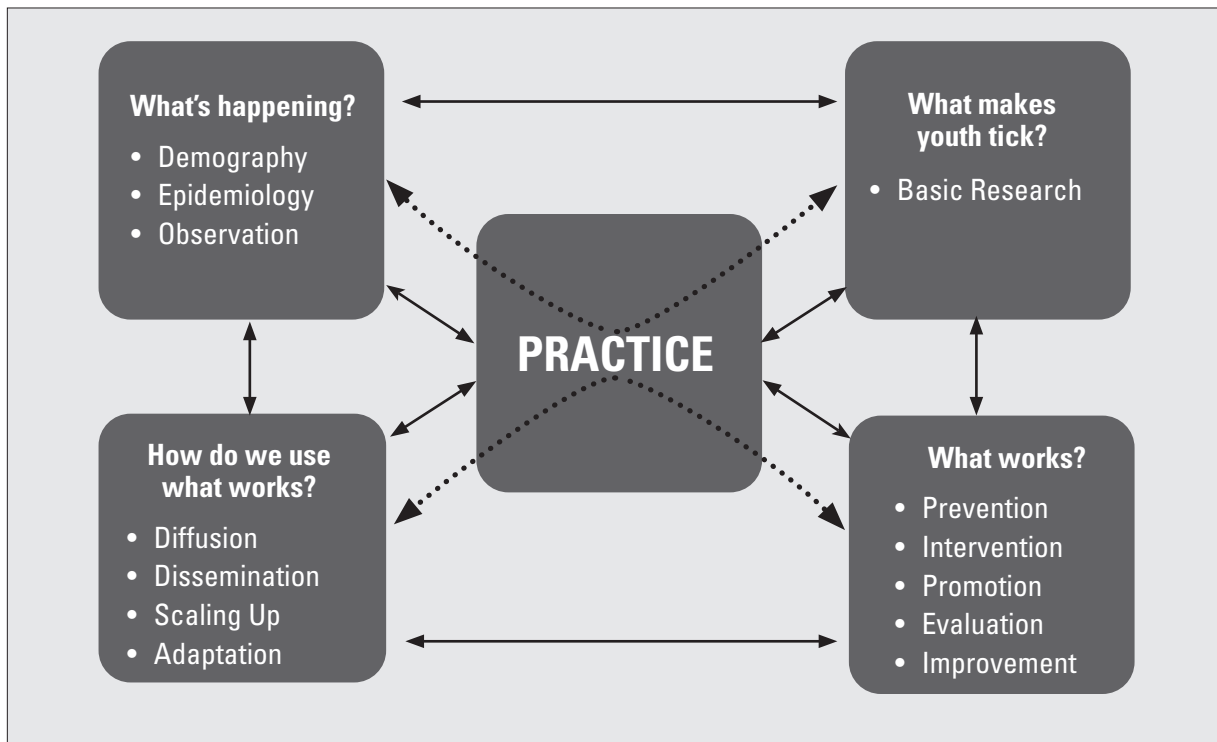 What's happening?
• Demography
• Epidemiology
• Observation
What makes
youth tick?
• Basic Research
PRACTICE
How do we use
what works?
• Diffusion
• Dissemination
• Scaling Up
• Adaptation
What works?
• Prevention
• Intervention
• Promotion
• Evaluation
• Improvement